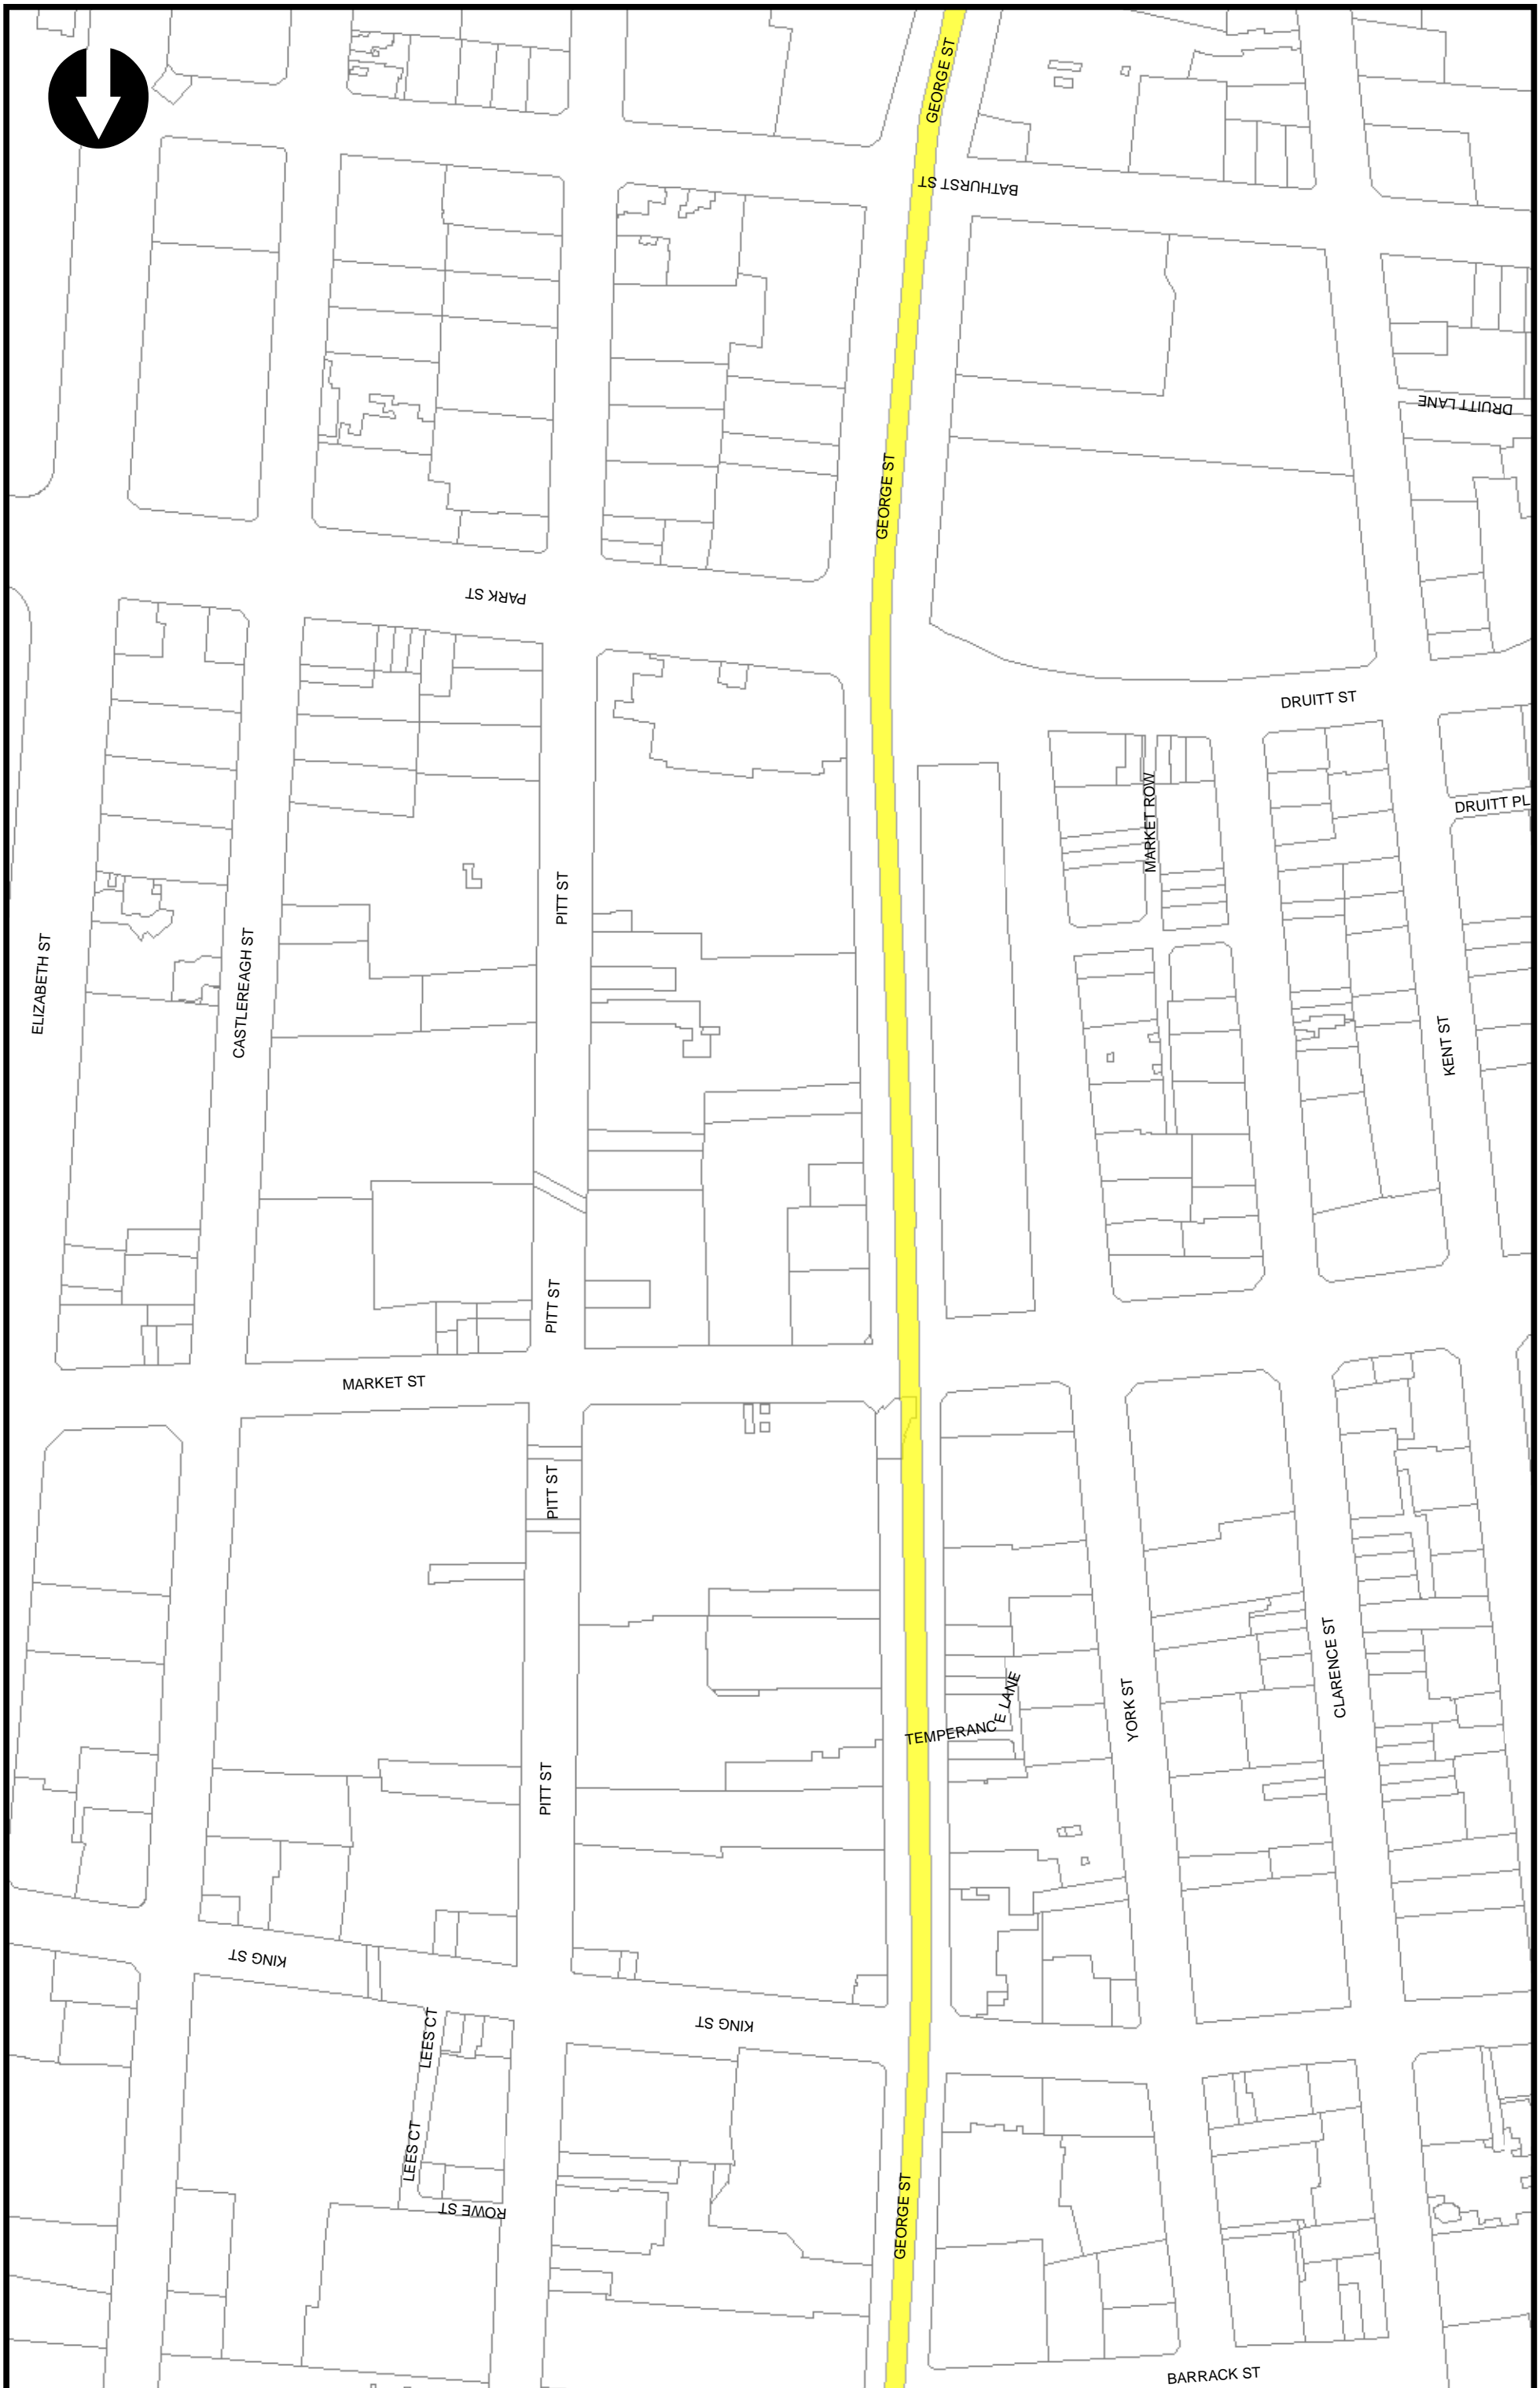 GEORGE ST
BATHURST ST
DRUITT LANE
GEORGE ST
PARK ST
DRUITT ST
DRUITT PL
MARKET ROW
PITT ST
ELIZABETH ST
CASTLEREAGH ST
KENT ST
PITT ST
MARKET ST
PITT ST
CLARENCE ST
YORK ST
TEMPERANCE LANE
PITT ST
KING ST
KING ST
LEES CT
LEES CT
ROWE ST
GEORGE ST
BARRACK ST